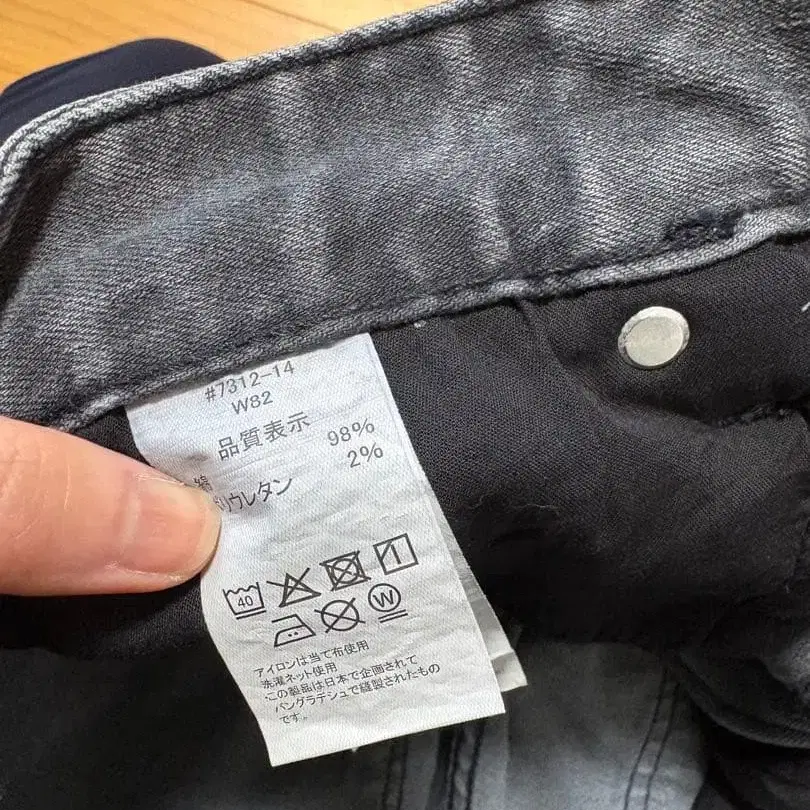 #7312-14
W82
品質表示
綿 98%
ポリウレタン 2%
40
W
アイロンは当て布使用
洗濯ネット使用
この製品は日本で企画されて
バングラデシュで縫製されたもの
です。